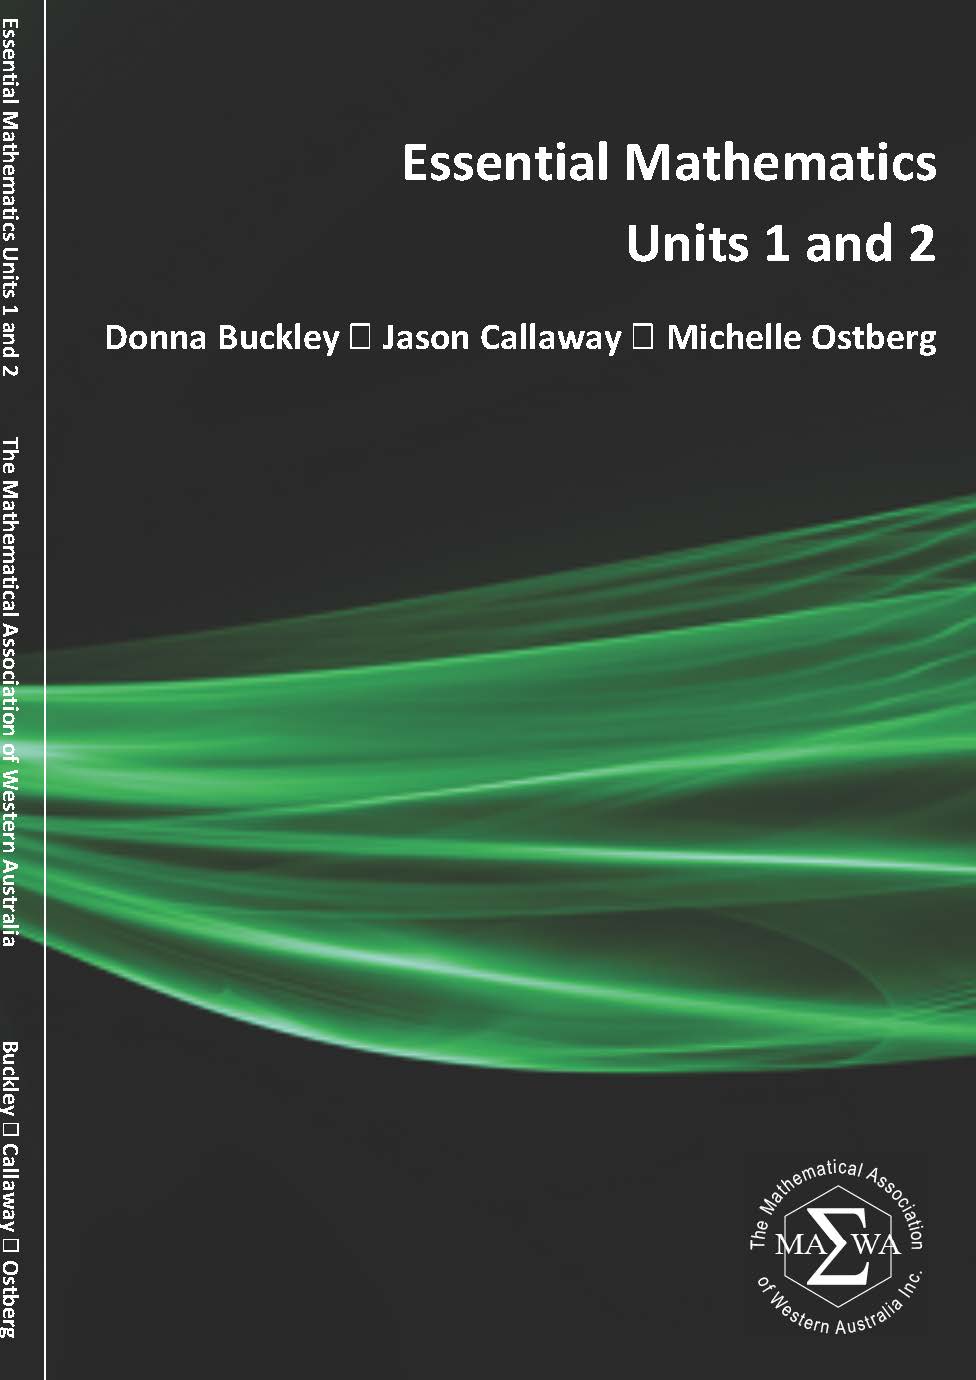 Essential Mathematics
Units 1 and 2
Donna Buckley □ Jason Callaway □ Michelle Ostberg
Essential Mathematics Units 1 and 2
The Mathematical Association of Western Australia
Buckley □ Callaway □ Ostberg
The Mathematical Association
MAΣWA
of Western Australia Inc.